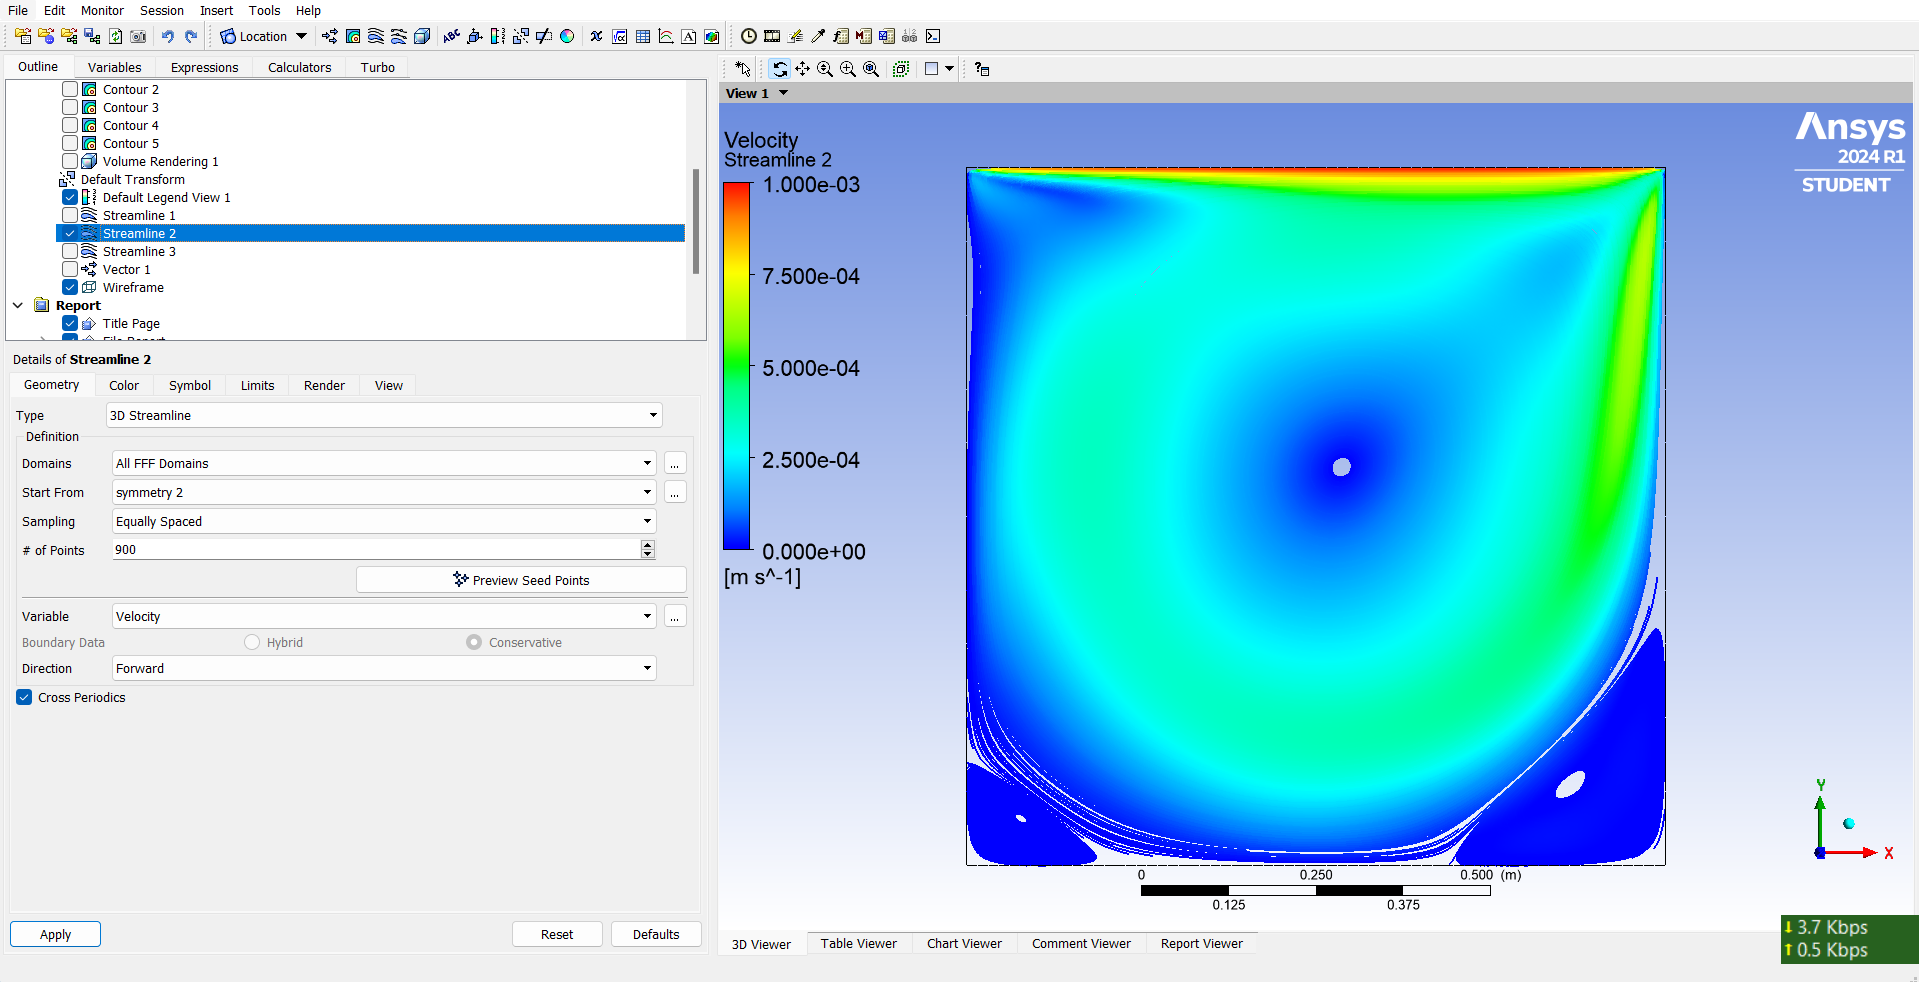 File Edit Monitor Session Insert Tools Help
Location
Outline Variables Expressions Calculators Turbo
Contour 2
Contour 3
Contour 4
Contour 5
Volume Rendering 1
Default Transform
Default Legend View 1
Streamline 1
Streamline 2
Streamline 3
Vector 1
Wireframe
Report
Title Page
Details of Streamline 2
Geometry Color Symbol Limits Render View
Type 3D Streamline
Definition
Domains All FFF Domains ...
Start From symmetry 2 ...
Sampling Equally Spaced
# of Points 900
Preview Seed Points
Variable Velocity ...
Boundary Data Hybrid Conservative
Direction Forward
Cross Periodics
Apply Reset Defaults
View 1
Velocity
Streamline 2
1.000e-03
7.500e-04
5.000e-04
2.500e-04
0.000e+00
[m s^-1]
Ansys
2024 R1
STUDENT
Y
X
0 0.250 0.500 (m)
0.125 0.375
3D Viewer Table Viewer Chart Viewer Comment Viewer Report Viewer
3.7 Kbps
0.5 Kbps